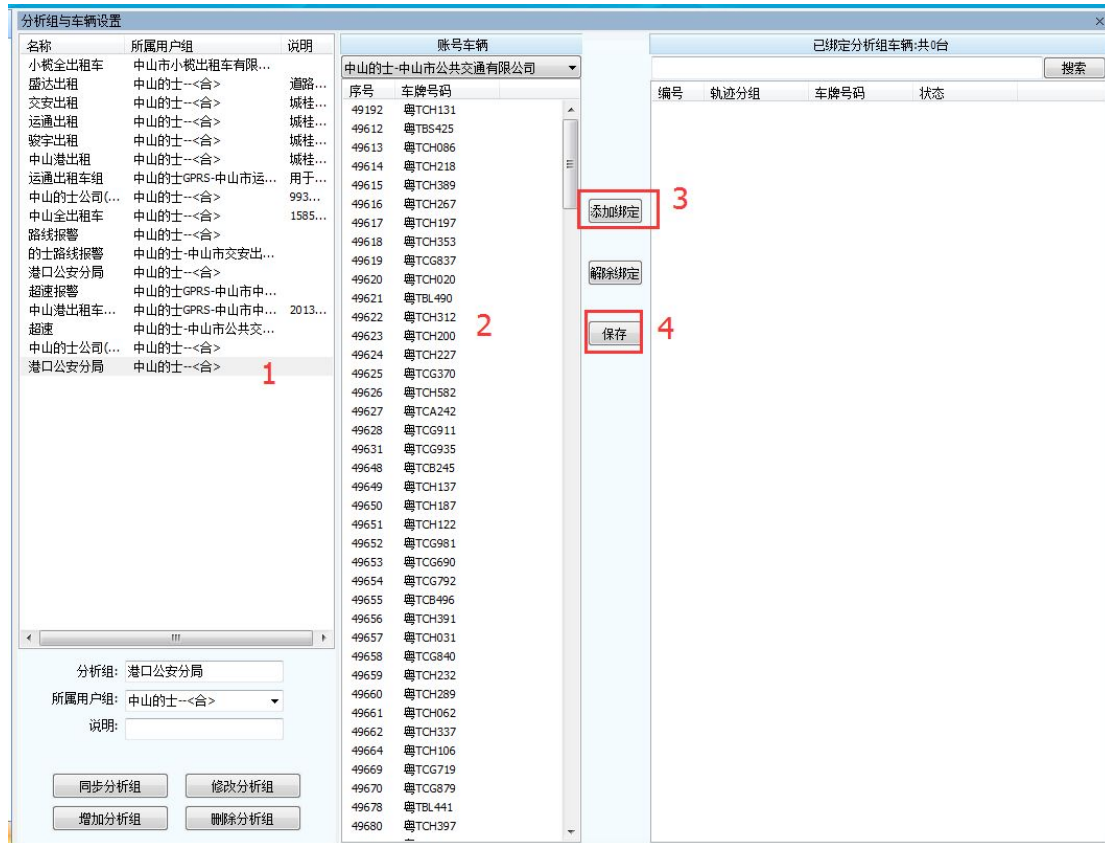 分析组与车辆设置
名称 所属用户组 说明
小榄全出租车 中山市小榄出租车有限...
盛达出租 中山的士--<合> 道路...
交安出租 中山的士--<合> 城桂...
运通出租 中山的士--<合> 城桂...
骏宇出租 中山的士--<合> 城桂...
中山港出租 中山的士--<合> 城桂...
运通出租车组 中山的士GPRS-中山市运... 用于...
中山的士公司(... 中山的士--<合> 993...
中山全出租车 中山的士--<合> 1585...
路线报警 中山的士--<合>
的士路线报警 中山的士-中山市交安出...
港口公安分局 中山的士--<合>
超速报警 中山的士GPRS-中山市中...
中山港出租车... 中山的士GPRS-中山市中... 2013...
超速 中山的士-中山市公共交...
中山的士公司(... 中山的士--<合>
港口公安分局 中山的士--<合>
1
分析组: 港口公安分局
所属用户组: 中山的士--<合>
说明:
同步分析组 修改分析组
增加分析组 删除分析组
账号车辆
中山的士-中山市公共交通有限公司
序号 车牌号码
49192 粤TCH131
49612 粤TBS425
49613 粤TCH086
49614 粤TCH218
49615 粤TCH389
49616 粤TCH267
49617 粤TCH197
49618 粤TCH353
49619 粤TCG837
49620 粤TCH020
49621 粤TBL490
49622 粤TCH312
49623 粤TCH200
49624 粤TCH227
49625 粤TCG370
49626 粤TCH582
49627 粤TCA242
49628 粤TCG911
49631 粤TCG935
49648 粤TCB245
49649 粤TCH137
49650 粤TCH187
49651 粤TCH122
49652 粤TCG981
49653 粤TCG690
49654 粤TCG792
49655 粤TCB496
49656 粤TCH391
49657 粤TCH031
49658 粤TCG840
49659 粤TCH232
49660 粤TCH289
49661 粤TCH062
49662 粤TCH337
49664 粤TCH106
49669 粤TCG719
49670 粤TCG879
49678 粤TBL441
49680 粤TCH397
2
添加绑定
3
解除绑定
保存
4
已绑定分析组车辆:共0台
搜索
编号 轨迹分组 车牌号码 状态